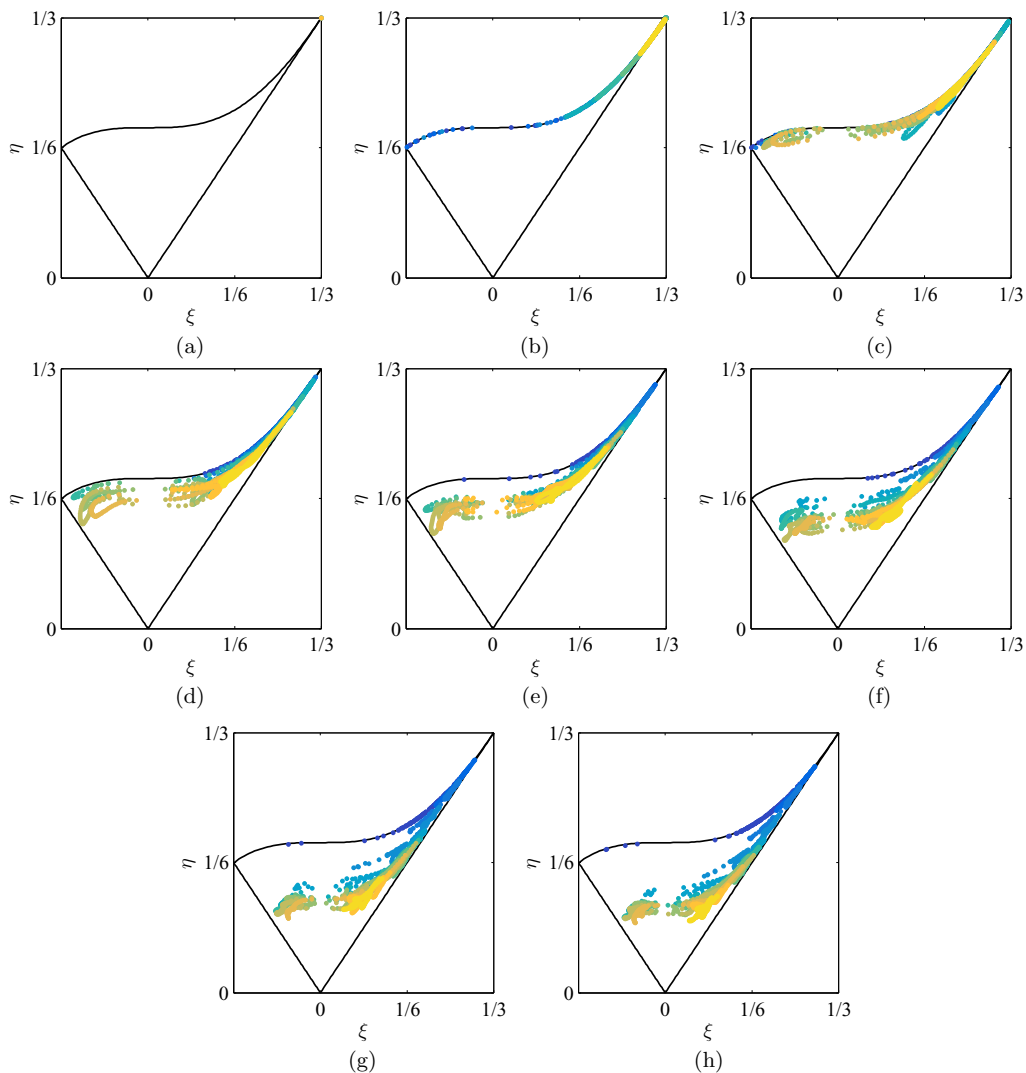 1/3 1/3 1/3
η η η
1/6 1/6 1/6
0 0 0
0 1/6 1/3 0 1/6 1/3 0 1/6 1/3
ξ ξ ξ
(a) (b) (c)
1/3 1/3 1/3
η η η
1/6 1/6 1/6
0 0 0
0 1/6 1/3 0 1/6 1/3 0 1/6 1/3
ξ ξ ξ
(d) (e) (f)
1/3 1/3
η η
1/6 1/6
0 0
0 1/6 1/3 0 1/6 1/3
ξ ξ
(g) (h)